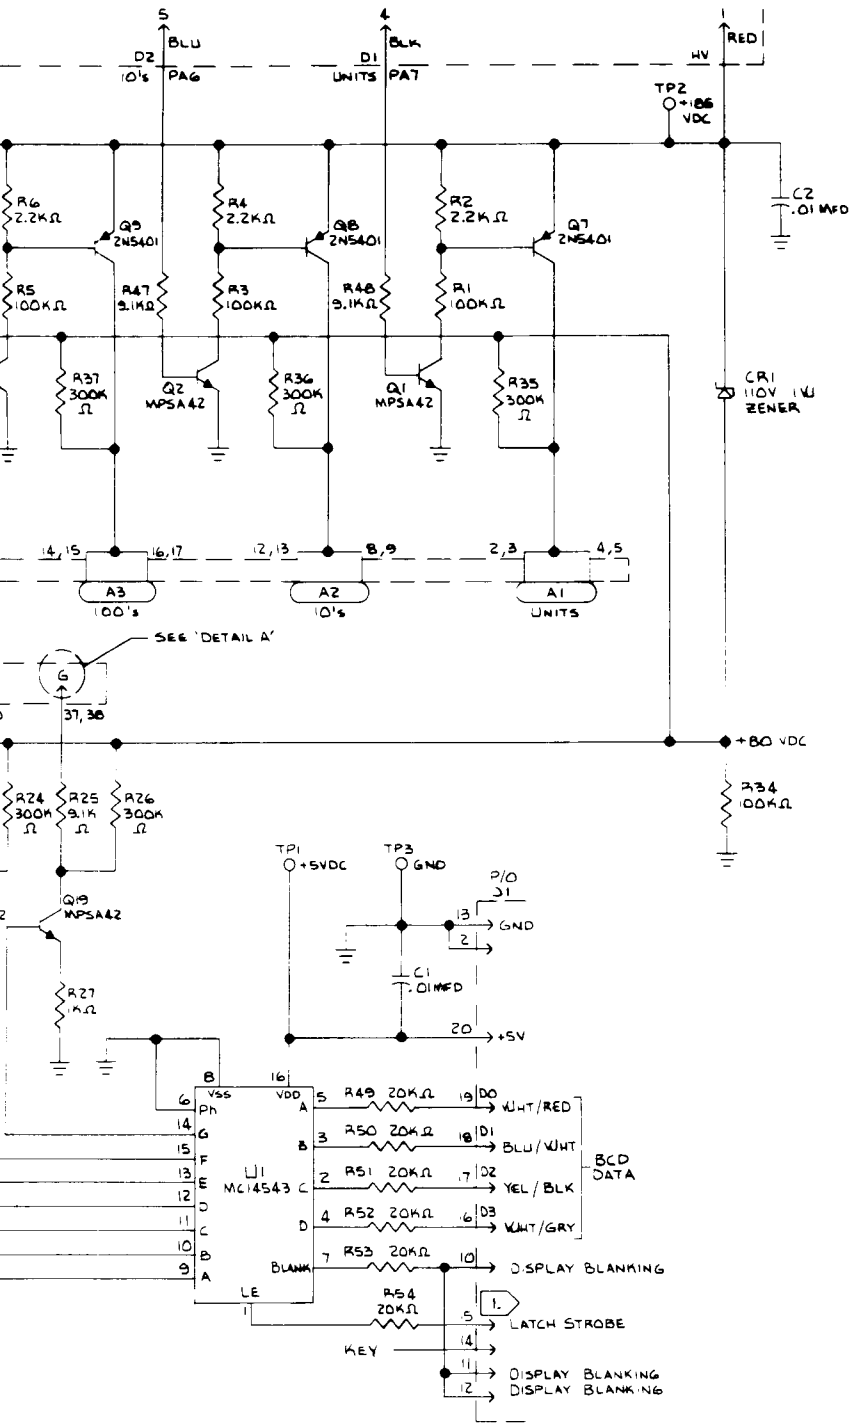 5
4
1
BLU
BLK
RED
D2
D1
HV
10's
PA6
UNITS
PA7
TP2
+186
VDC
R6
2.2KΩ
Q9
2N5401
R4
2.2KΩ
Q8
2N5401
R2
2.2KΩ
Q7
2N5401
C2
.01 MFD
R5
100KΩ
R47
9.1KΩ
R3
100KΩ
R48
9.1KΩ
R1
100KΩ
R37
300K
Ω
Q2
MPSA42
R36
300K
Ω
Q1
MPSA42
R35
300K
Ω
CR1
110V 1W
ZENER
14,15
16,17
12,13
8,9
2,3
4,5
A3
A2
A1
100's
10's
UNITS
SEE 'DETAIL A'
G
37,38
+80 VDC
R24
300K
Ω
R25
9.1K
Ω
R26
300K
Ω
R34
100KΩ
TP1
+5VDC
TP3
GND
P/O
J1
Q19
MPSA42
13
GND
2
C1
.01MFD
R27
1KΩ
20
+5V
8
16
VSS
VDD
6
Ph
A
5
R49 20KΩ
19
D0
WHT/RED
14
G
B
3
R50 20KΩ
18
D1
BLU/WHT
15
F
U1
MC14543
13
E
C
2
R51 20KΩ
17
D2
YEL/BLK
BCD
DATA
12
D
D
4
R52 20KΩ
16
D3
WHT/GRY
11
C
10
B
BLANK
7
R53 20KΩ
10
DISPLAY BLANKING
9
A
LE
1
R54
20KΩ
1.
15
LATCH STROBE
KEY
14
11
DISPLAY BLANKING
12
DISPLAY BLANKING